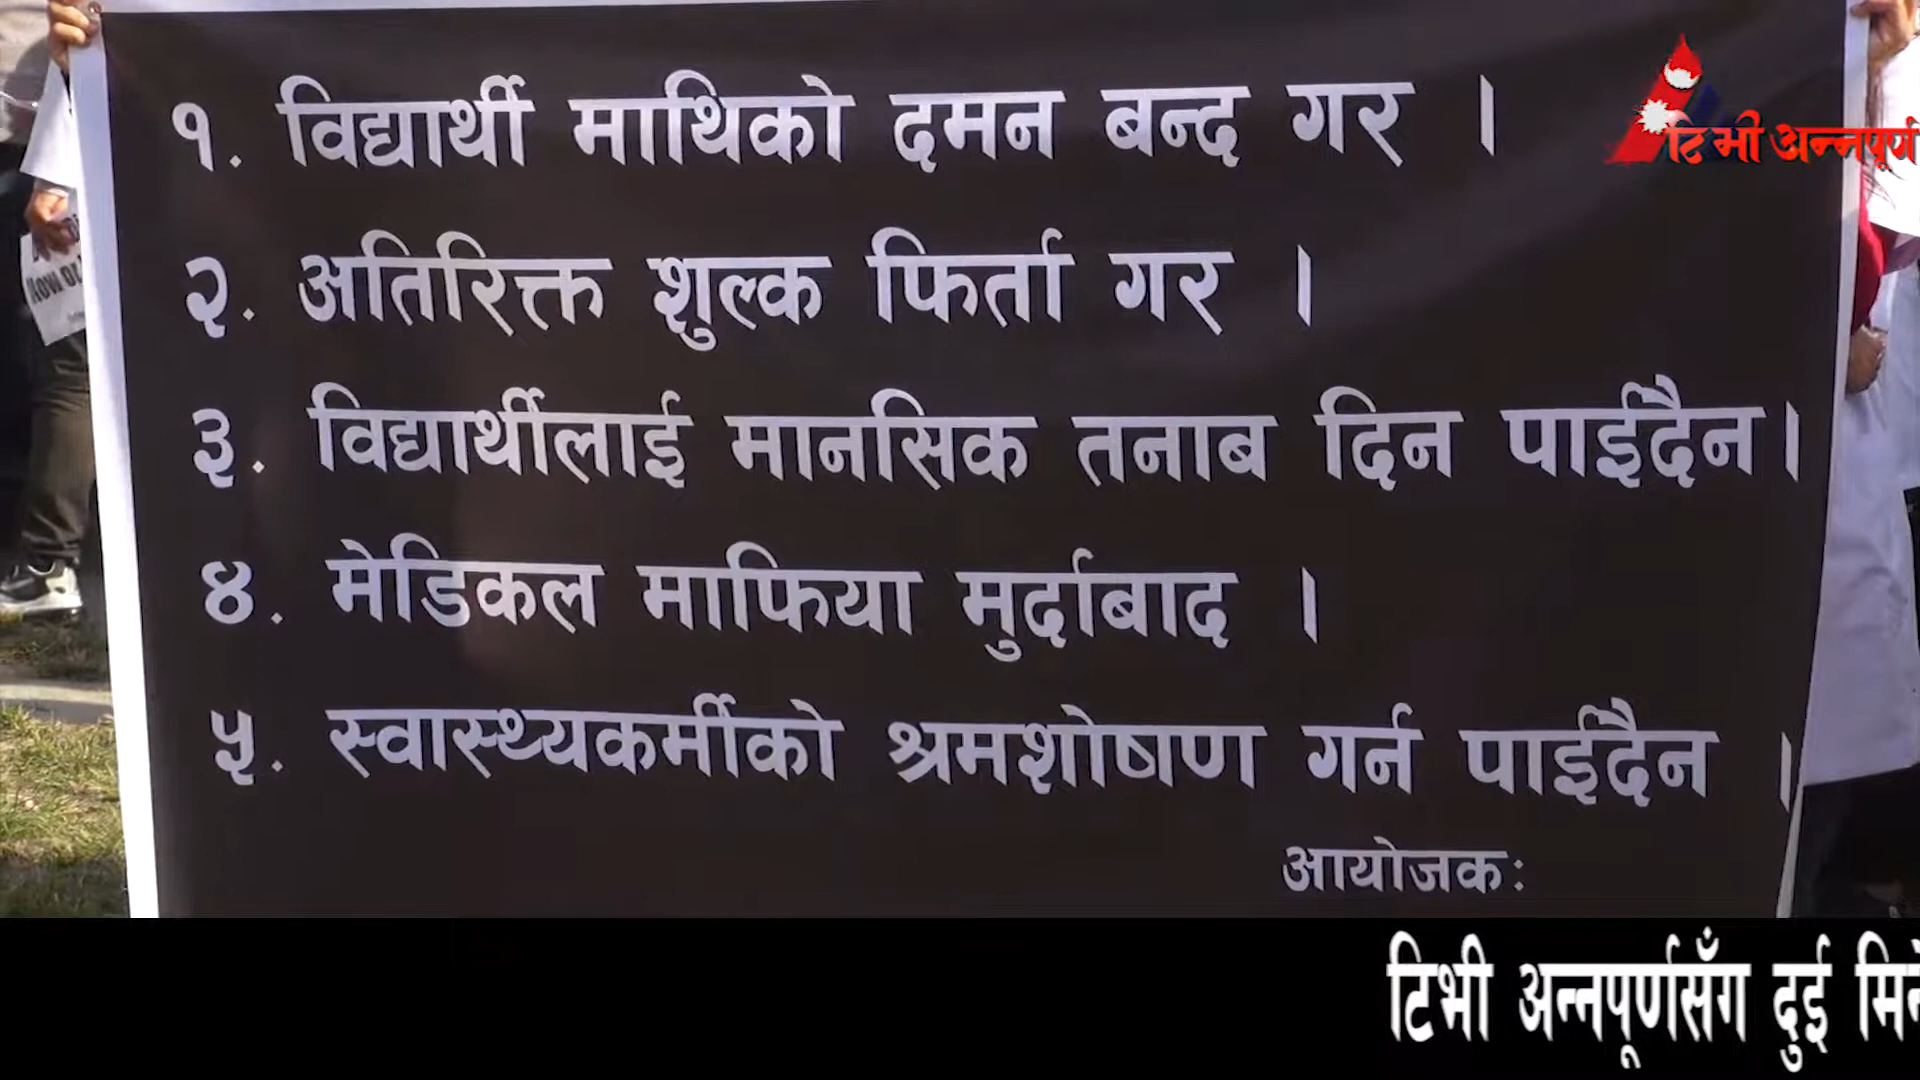 १. विद्यार्थी माथिको दमन बन्द गर ।
टिभी अन्नपूर्ण
२. अतिरिक्त शुल्क फिर्ता गर ।
३. विद्यार्थीलाई मानसिक तनाब दिन पाईदैन।
४. मेडिकल माफिया मुर्दाबाद ।
५. स्वास्थ्यकर्मीको श्रमशोषण गर्न पाईदैन ।
आयोजक:
टिभी अन्नपूर्णसँग दुई